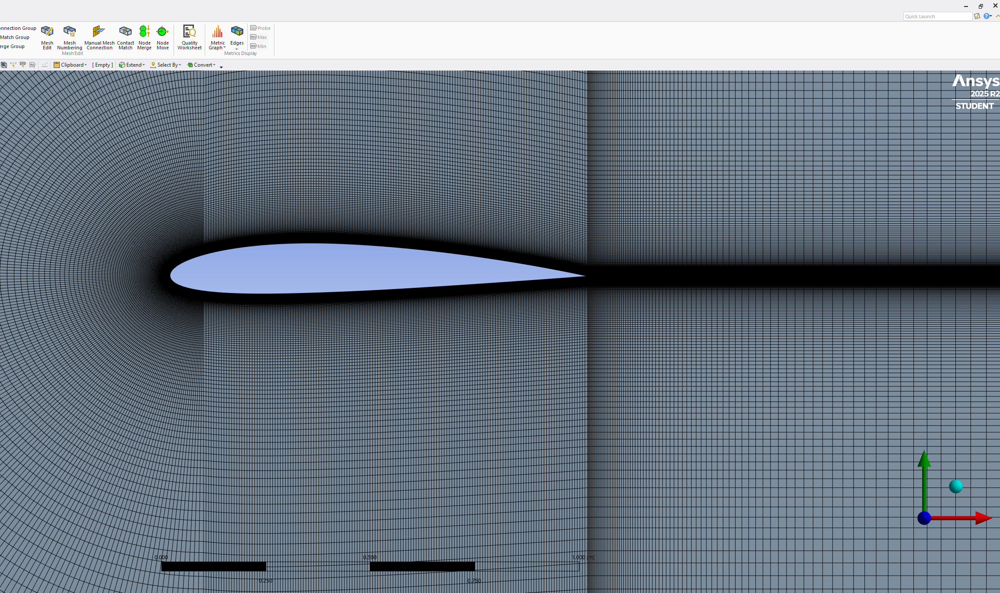 Quick Launch
onnection Group
Match Group
erge Group
Mesh Edit
Mesh Numbering
Manual Mesh Connection
Contact Match
Node Merge
Node Move
Mesh Edit
Quality Worksheet
Metric Graph
Edges
Probe
Max
Min
Metrics Display
Clipboard
[ Empty ]
Extend
Select By
Convert
Ansys
2025 R2
STUDENT
0.000
0.500
1.000 (m)
0.250
0.750